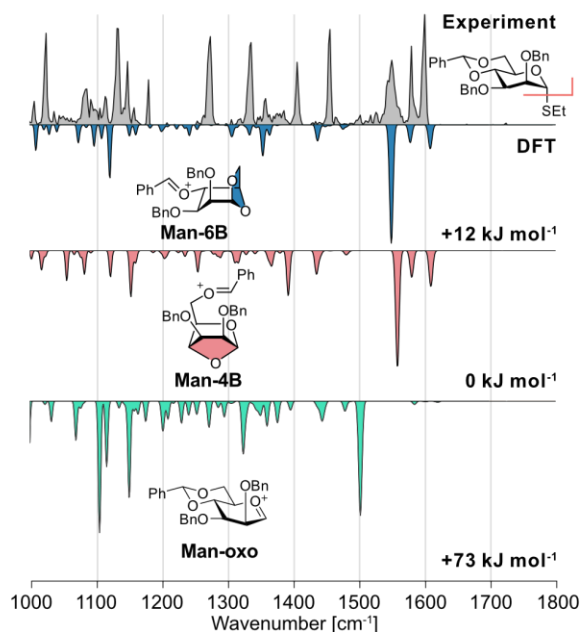 Experiment
Ph
O
O
OBn
O
BnO
SEt
DFT
OBn
Ph
O
+
O
BnO
O
Man-6B
+12 kJ mol⁻¹
+
O
Ph
BnO
O
OBn
O
Man-4B
0 kJ mol⁻¹
Ph
O
O
OBn
O
+
BnO
Man-oxo
+73 kJ mol⁻¹
1000 1100 1200 1300 1400 1500 1600 1700 1800
Wavenumber [cm⁻¹]